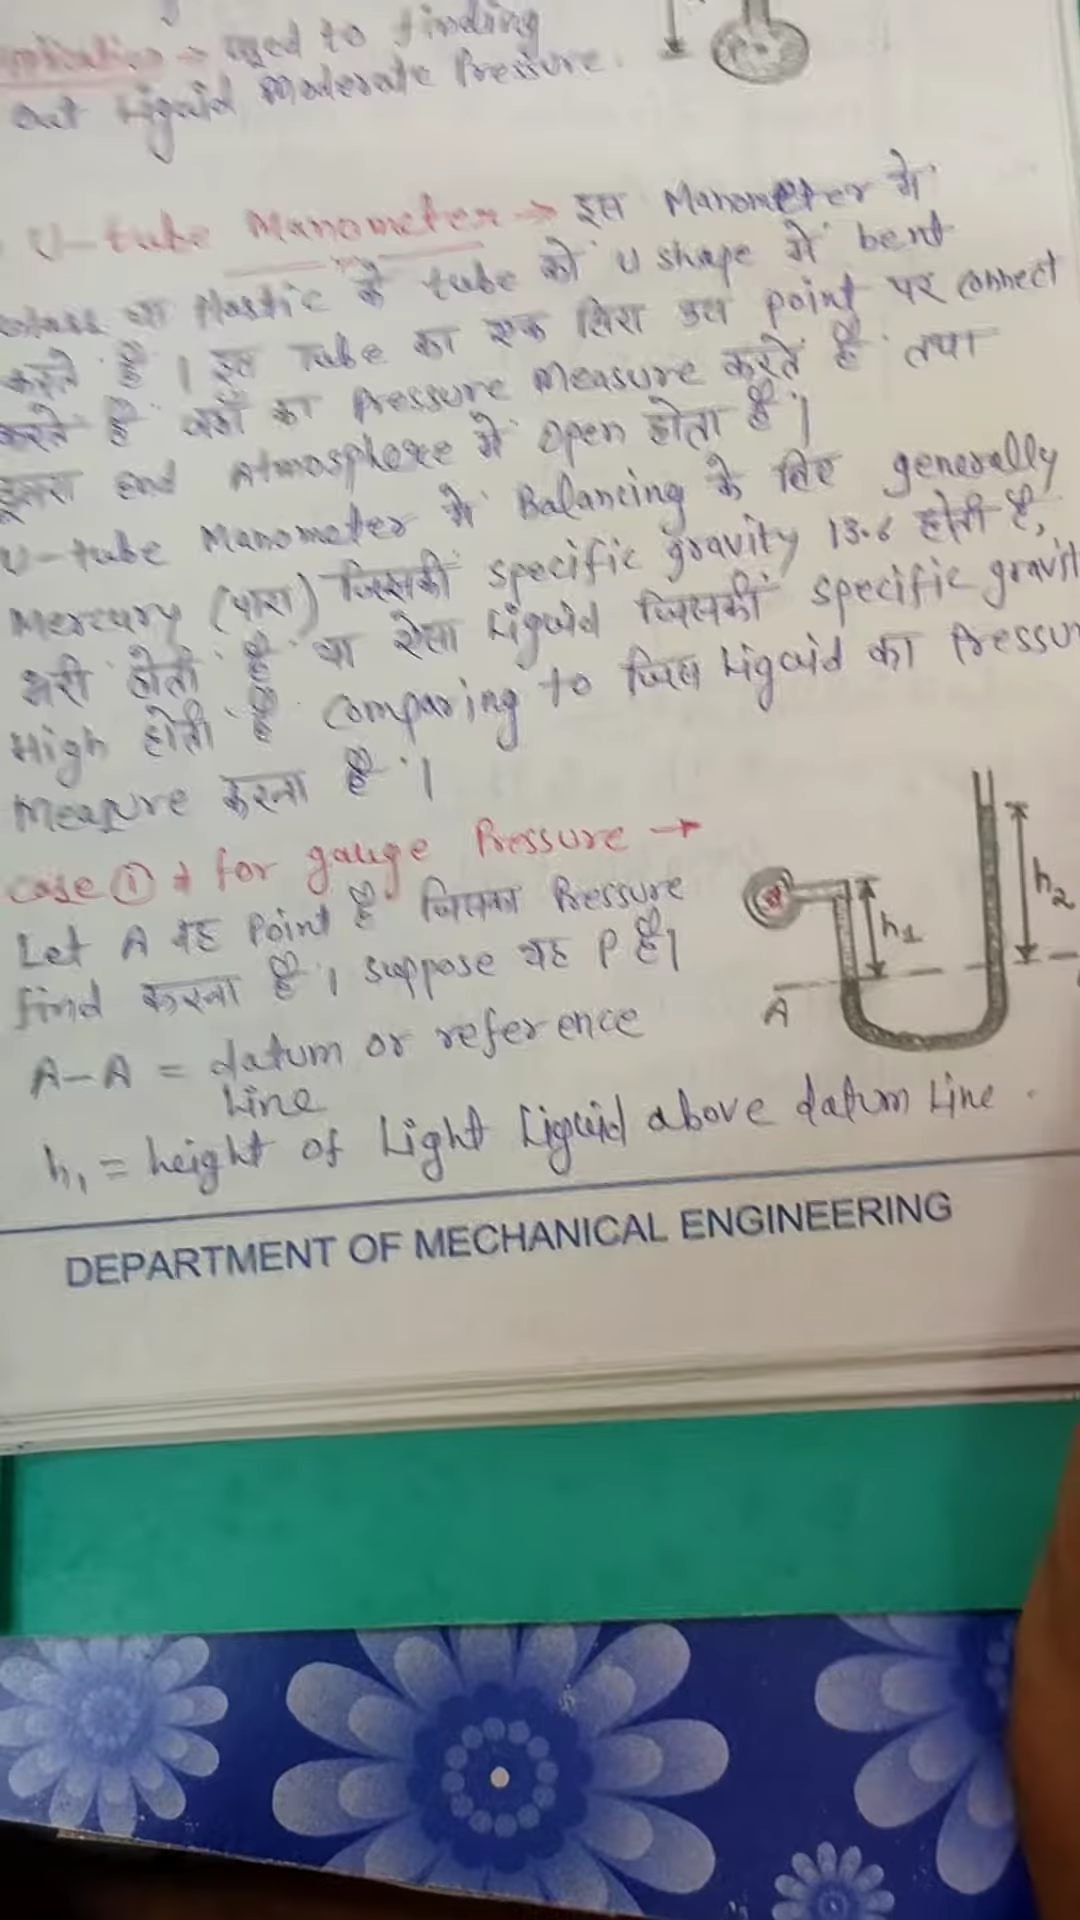 used to finding
out Liquid Moderate Pressure.
U-tube Manometer → इस Manometer में
glass या Plastic के tube को U shape में bent
करते है। इस Tube का एक सिरा उस point पर connect
करते है जहाँ का pressure measure करते है तथा
दूसरा end Atmosphere में open होता है।
U-tube Manometer में Balancing के लिए generally
Mercury (पारा) जिसकी specific gravity 13.6 होती है,
भरी होती है या ऐसा Liquid जिसकी specific gravit
High होती है comparing to जिस Liquid का Pressu
Measure करना है।
case ① → for gauge Pressure →
Let A वह Point है जिसका Pressure
find करना है, suppose यह P है।
A-A = datum or reference
Line
h₁ = height of Light Liquid above datum Line.
h₁
h₂
A
DEPARTMENT OF MECHANICAL ENGINEERING